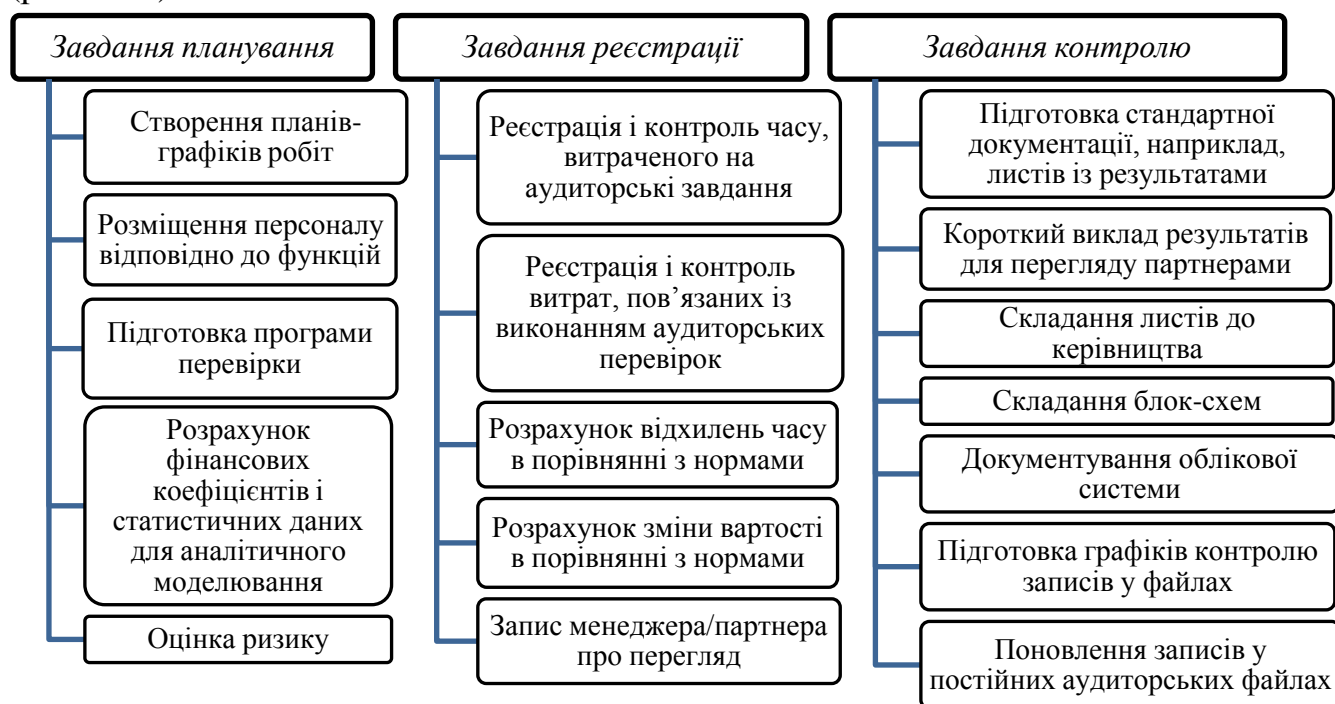 Завдання планування
Створення планів-
графіків робіт
Розміщення персоналу
відповідно до функцій
Підготовка програми
перевірки
Розрахунок
фінансових
коефіцієнтів і
статистичних даних
для аналітичного
моделювання
Оцінка ризику
Завдання реєстрації
Реєстрація і контроль часу,
витраченого на
аудиторські завдання
Реєстрація і контроль
витрат, пов’язаних із
виконанням аудиторських
перевірок
Розрахунок відхилень часу
в порівнянні з нормами
Розрахунок зміни вартості
в порівнянні з нормами
Запис менеджера/партнера
про перегляд
Завдання контролю
Підготовка стандартної
документації, наприклад,
листів із результатами
Короткий виклад результатів
для перегляду партнерами
Складання листів до
керівництва
Складання блок-схем
Документування облікової
системи
Підготовка графіків контролю
записів у файлах
Поновлення записів у
постійних аудиторських файлах